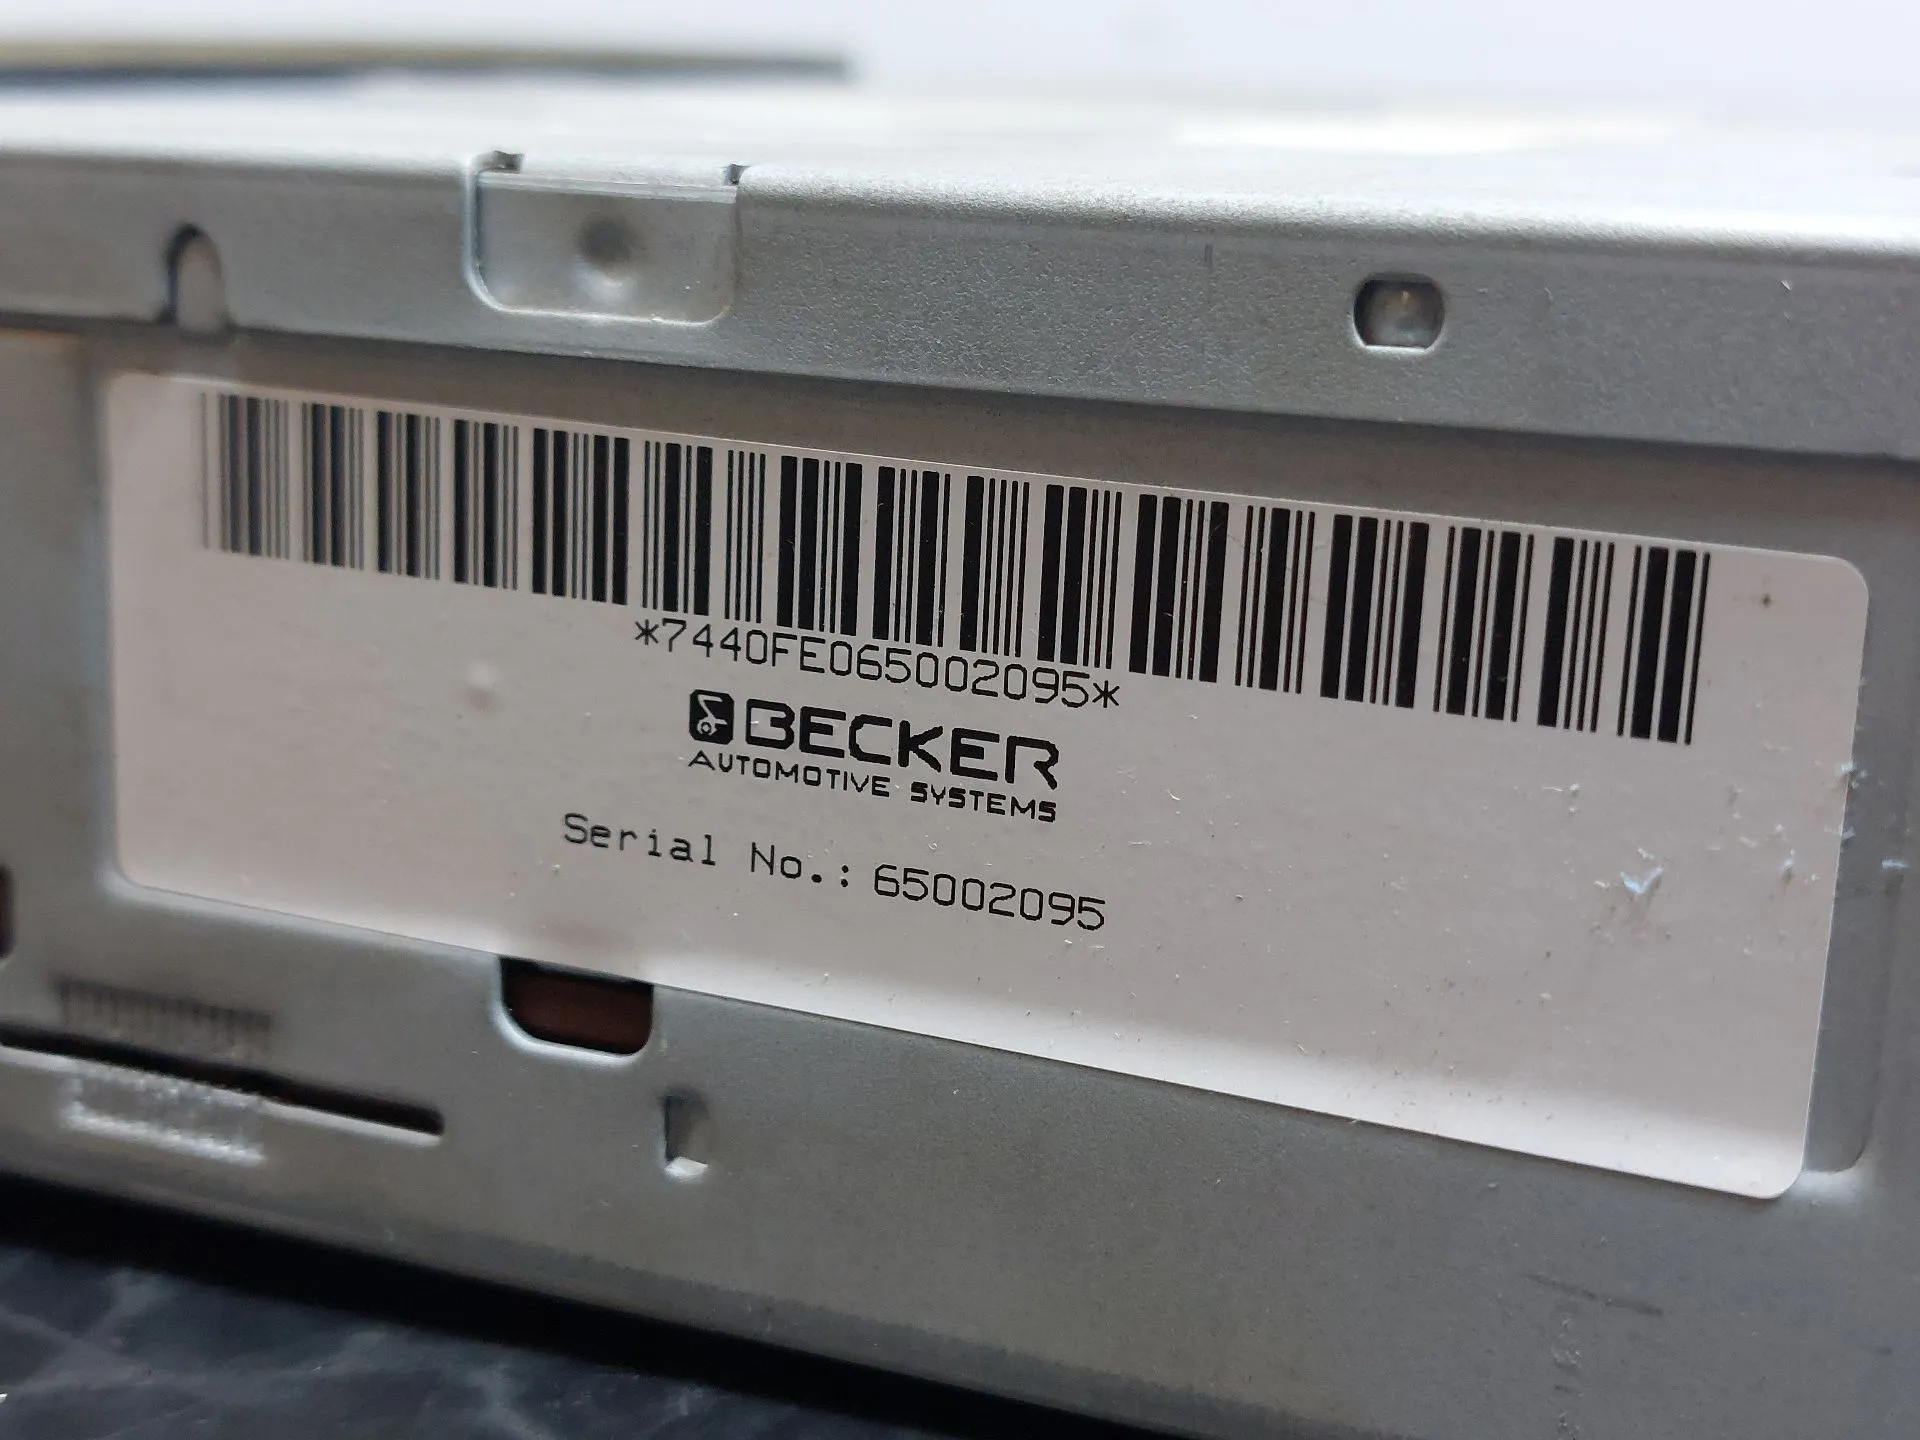 *7440FE065002095*
BECKER
AUTOMOTIVE SYSTEMS
Serial No.: 65002095